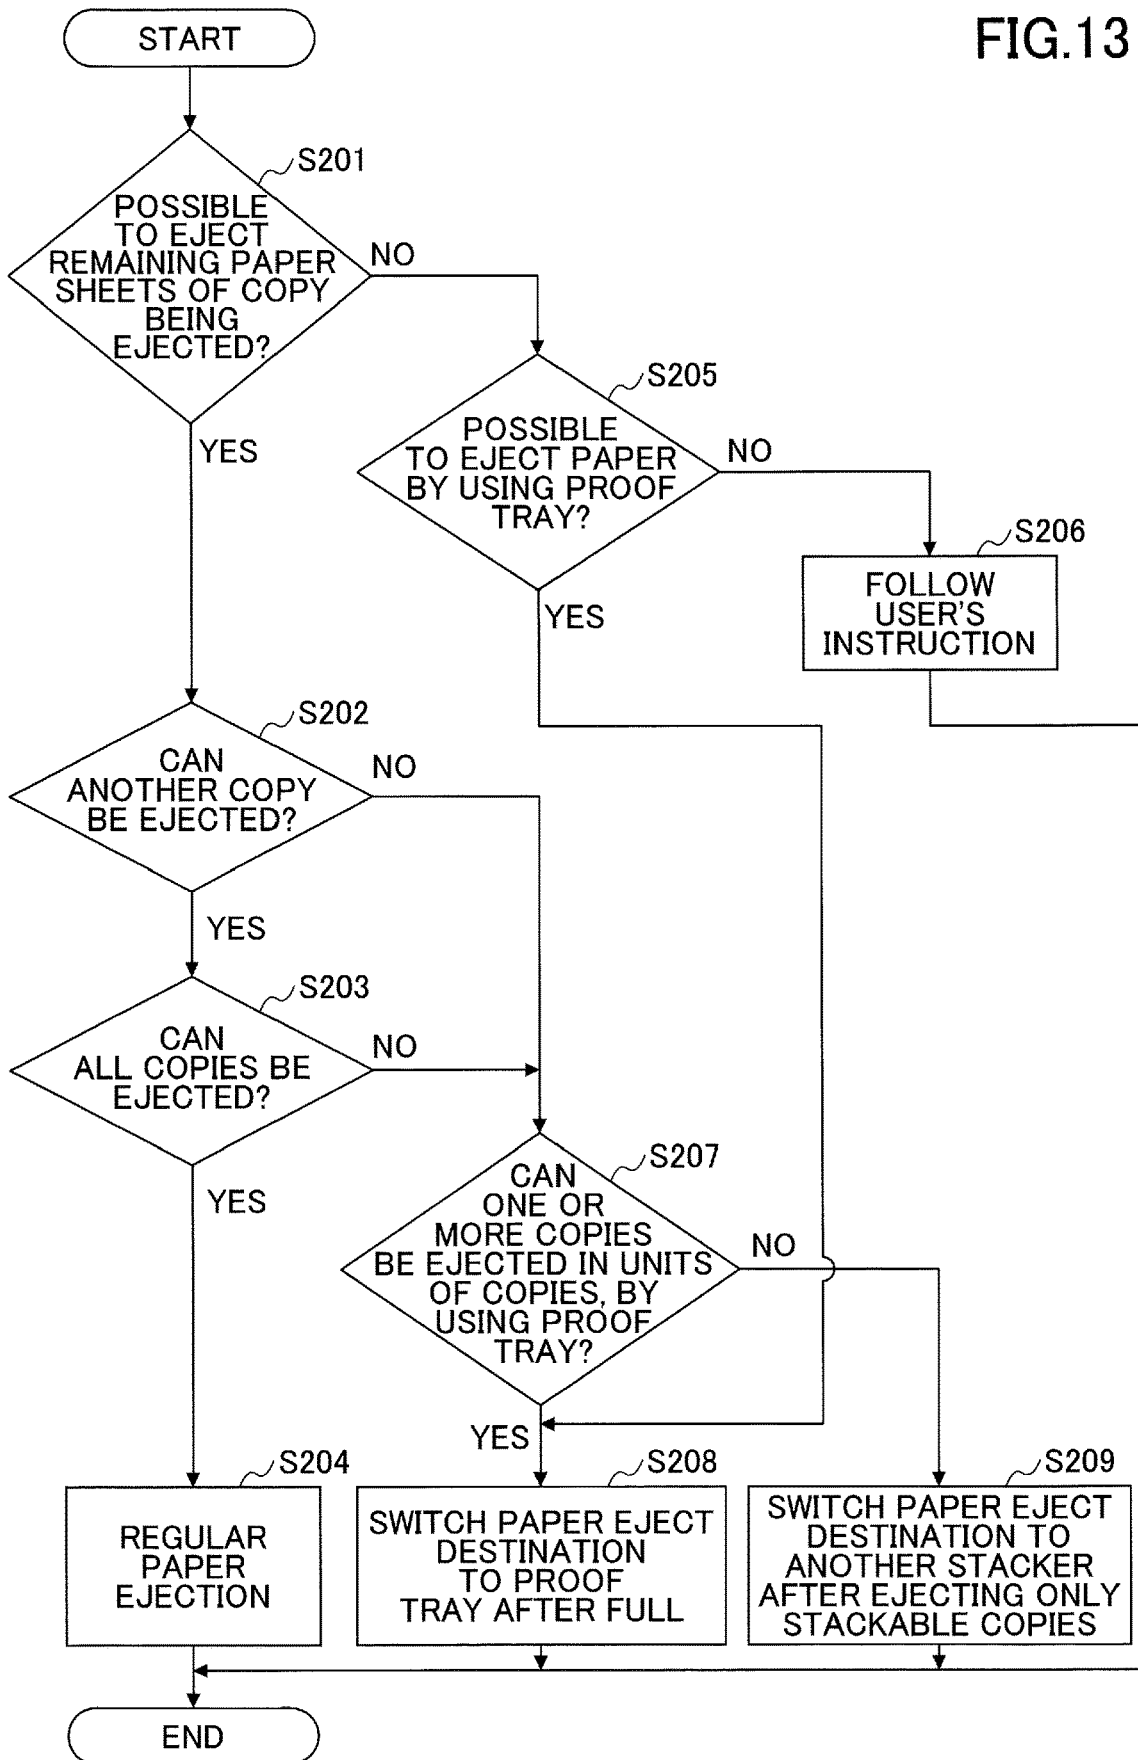 FIG.13
START
S201
POSSIBLE
TO EJECT
REMAINING PAPER
SHEETS OF COPY
BEING
EJECTED?
NO
YES
S205
POSSIBLE
TO EJECT PAPER
BY USING PROOF
TRAY?
NO
YES
S206
FOLLOW
USER'S
INSTRUCTION
S202
CAN
ANOTHER COPY
BE EJECTED?
NO
YES
S203
CAN
ALL COPIES BE
EJECTED?
NO
YES
S207
CAN
ONE OR
MORE COPIES
BE EJECTED IN UNITS
OF COPIES, BY
USING PROOF
TRAY?
NO
YES
S204
REGULAR
PAPER
EJECTION
S208
SWITCH PAPER EJECT
DESTINATION
TO PROOF
TRAY AFTER FULL
S209
SWITCH PAPER EJECT
DESTINATION TO
ANOTHER STACKER
AFTER EJECTING ONLY
STACKABLE COPIES
END